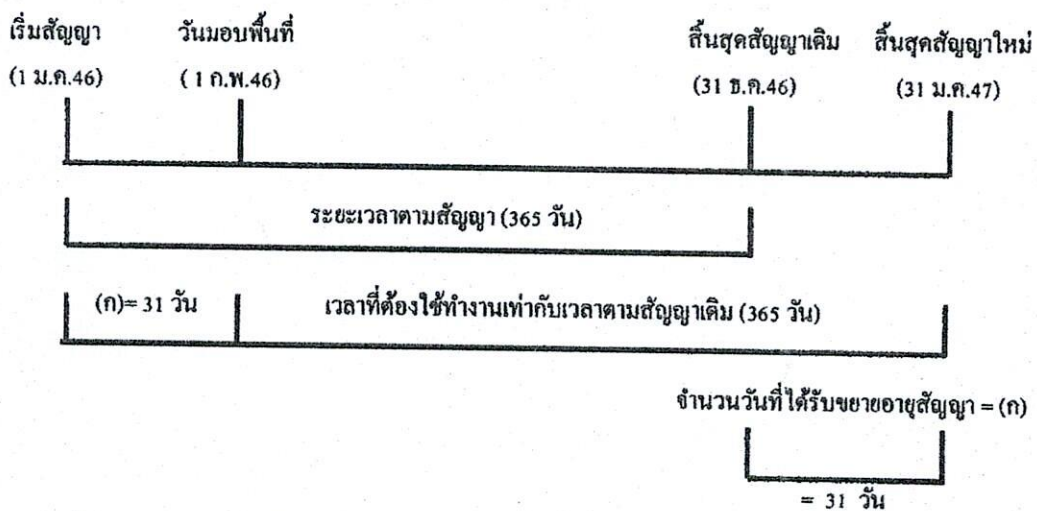 เริ่มสัญญา วันมอบพื้นที่ สิ้นสุดสัญญาเดิม สิ้นสุดสัญญาใหม่
(1 ม.ค.46) ( 1 ก.พ.46) (31 ธ.ค.46) (31 ม.ค.47)
ระยะเวลาตามสัญญา (365 วัน)
(ก)= 31 วัน เวลาที่ต้องใช้ทำงานเท่ากับเวลาตามสัญญาเดิม (365 วัน)
จำนวนวันที่ได้รับขยายอายุสัญญา = (ก)
= 31 วัน